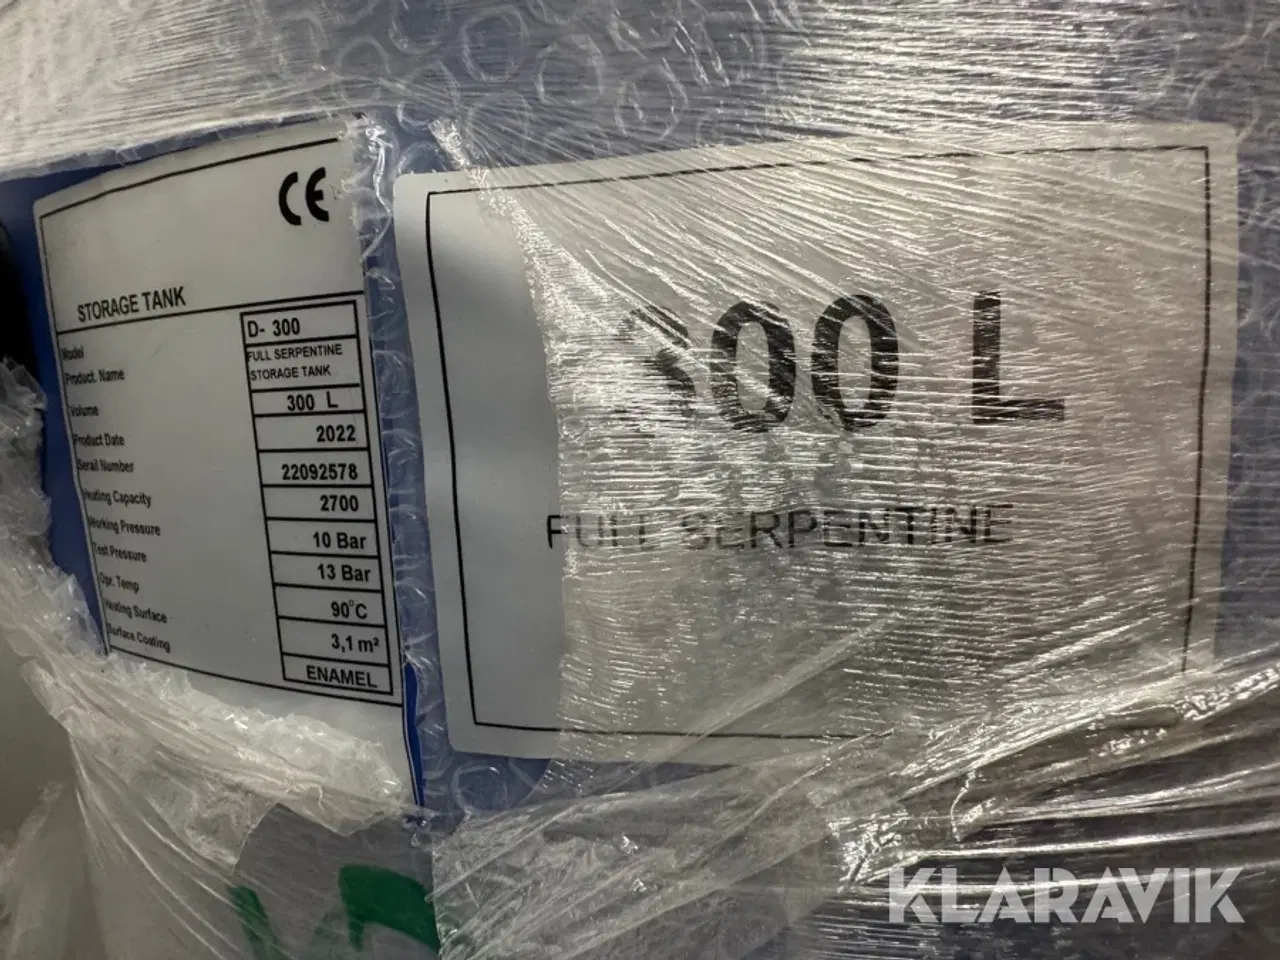 CE
STORAGE TANK
Model D- 300
Product. Name FULL SERPENTINE
STORAGE TANK
Volume 300 L
Product Date 2022
Serail Number 22092578
Heating Capacity 2700
Working Pressure 10 Bar
Test Pressure 13 Bar
Opr. Temp 90°C
Heating Surface 3,1 m²
Surface Coating ENAMEL
300 L
FULL SERPENTINE
KLARAVIK